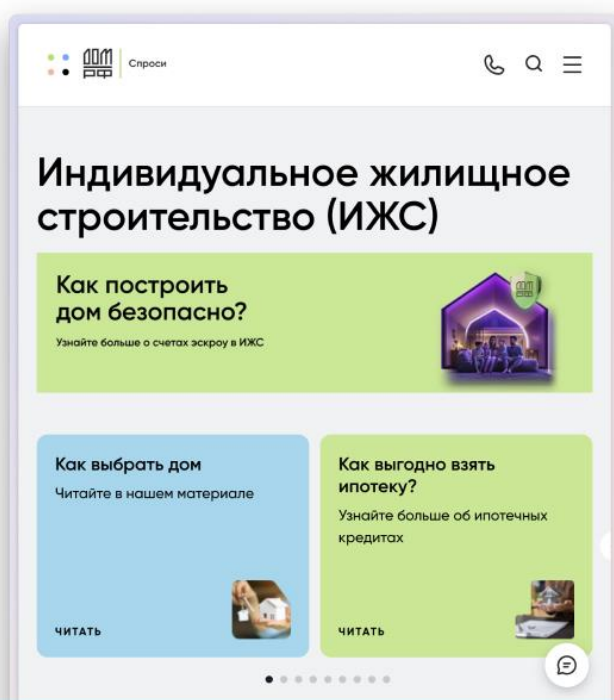 ДОМ
РФ
Спроси
Индивидуальное жилищное
строительство (ИЖС)
Как построить
дом безопасно?
Узнайте больше о счетах эскроу в ИЖС
Как выбрать дом
Читайте в нашем материале
ЧИТАТЬ
Как выгодно взять
ипотеку?
Узнайте больше об ипотечных
кредитах
ЧИТАТЬ